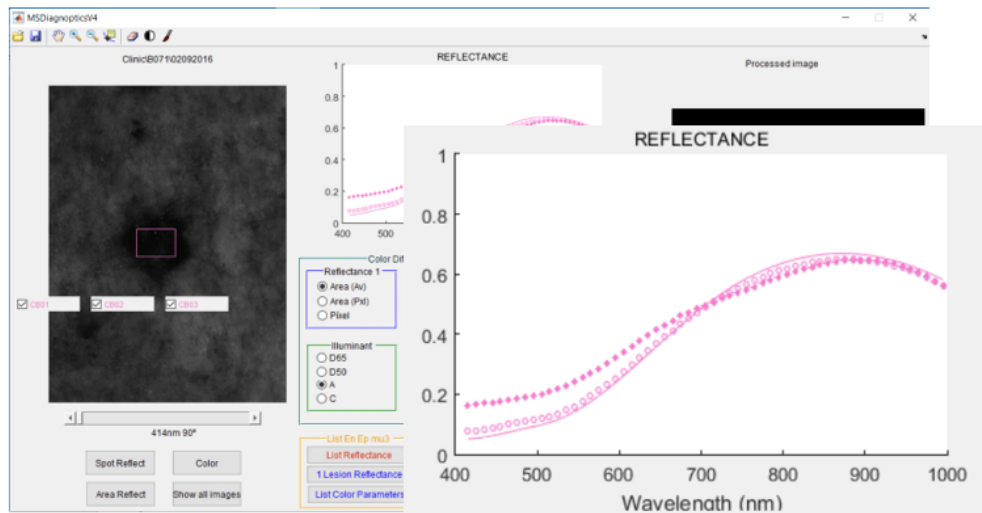 MSDiagnopticsV4
Clinic\B071\02092016
REFLECTANCE
Processed image
1
0.8
0.6
0.4
0.2
0
400
500
CB01
CB02
CB03
414nm 90º
Spot Reflect
Color
Area Reflect
Show all images
Color Dif
Reflectance 1
Area (Av)
Area (Pxl)
Píxel
Illuminant
D65
D50
A
C
List En Ep mu3
List Reflectance
1 Lesion Reflectance
List Color Parameters
REFLECTANCE
1
0.8
0.6
0.4
0.2
0
400 500 600 700 800 900 1000
Wavelength (nm)